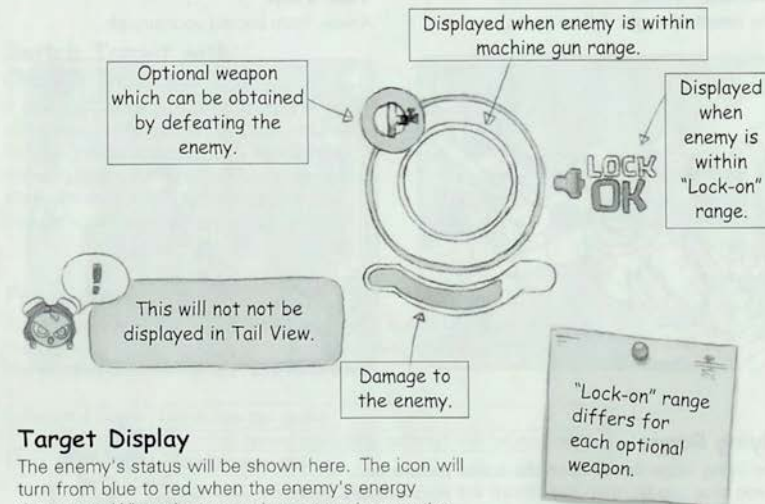 Displayed when enemy is within
machine gun range.
Optional weapon
which can be obtained
by defeating the
enemy.
Displayed
when
enemy is
within
"Lock-on"
range.
LOCK
OK
!
This will not not be
displayed in Tail View.
Damage to
the enemy.
"Lock-on" range
differs for
each optional
weapon.
Target Display
The enemy's status will be shown here. The icon will
turn from blue to red when the enemy's energy